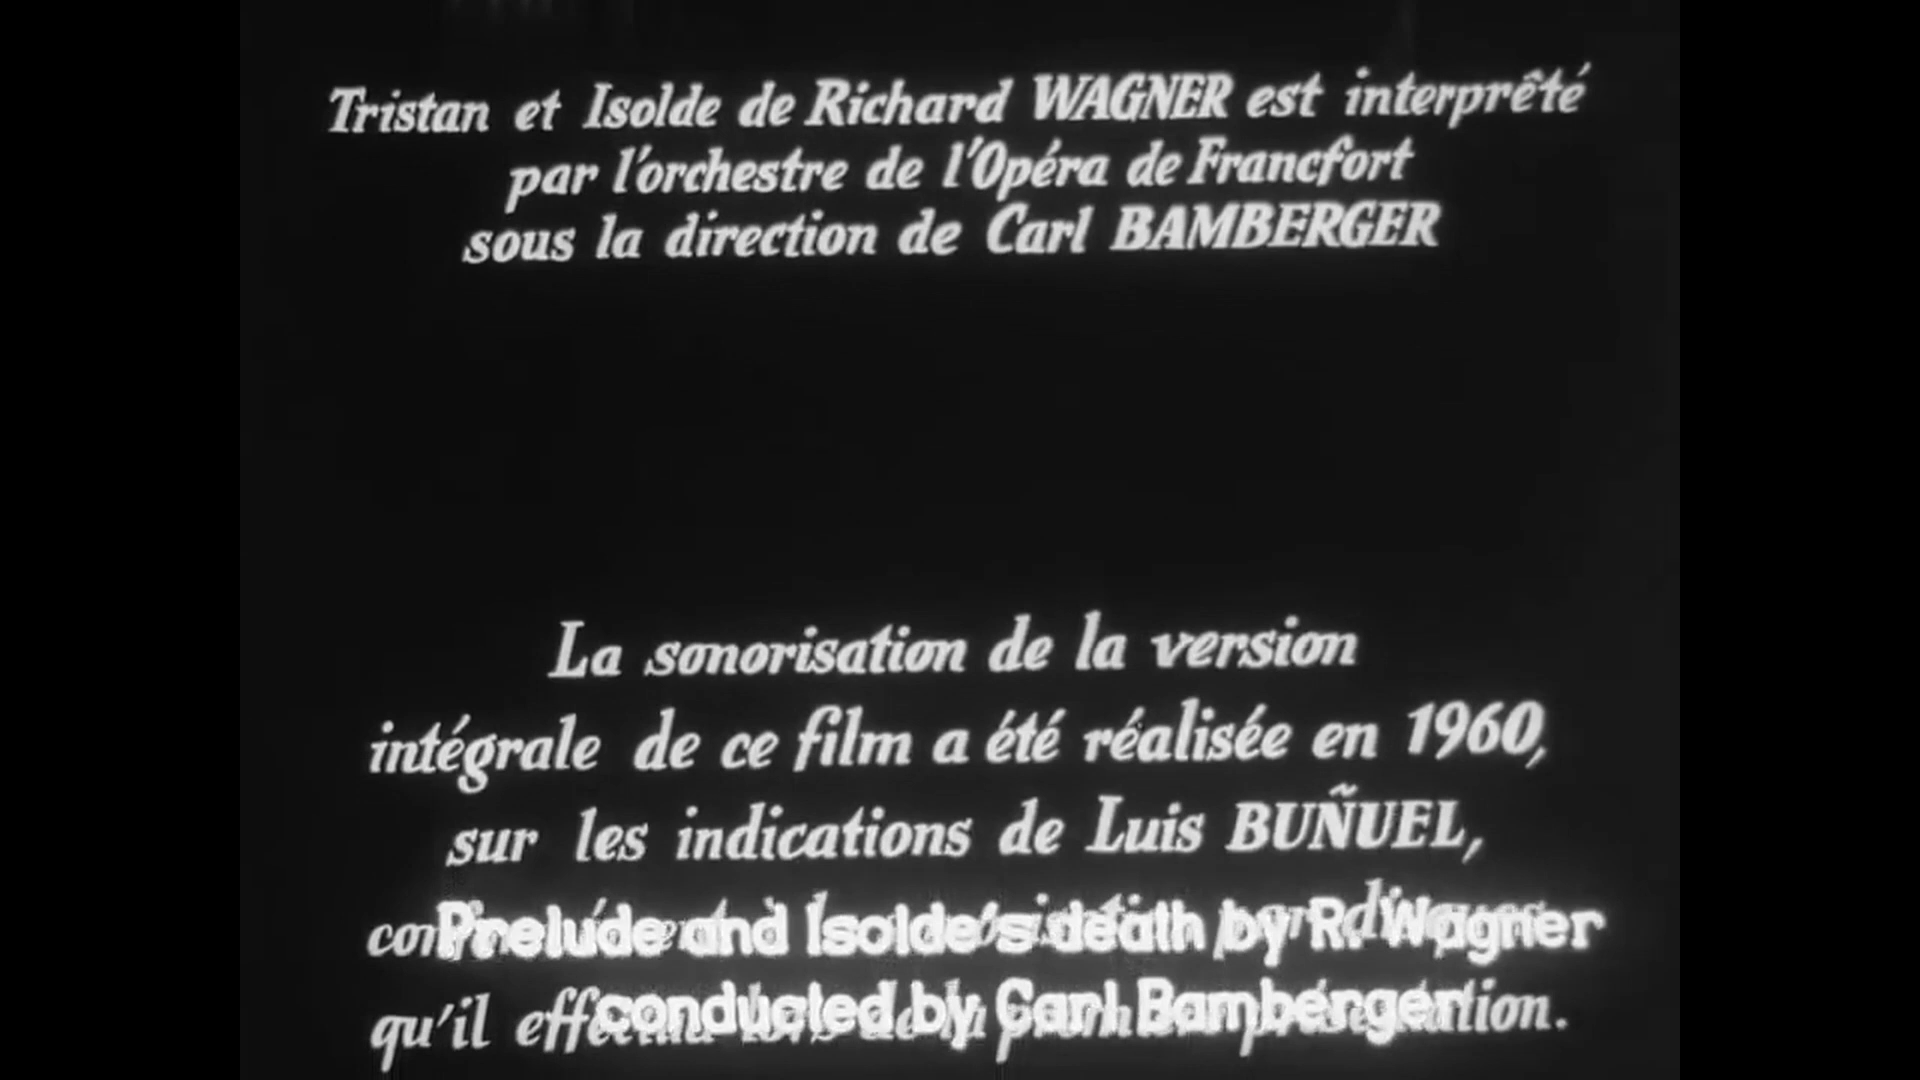 Tristan et Isolde de Richard WAGNER est interprêté
par l'orchestre de l'Opéra de Francfort
sous la direction de Carl BAMBERGER
La sonorisation de la version
intégrale de ce film a été réalisée en 1960,
sur les indications de Luis BUÑUEL,
Prelude and Isolde's death by R. Wagner
qu'il
conducted by Carl Bamberger